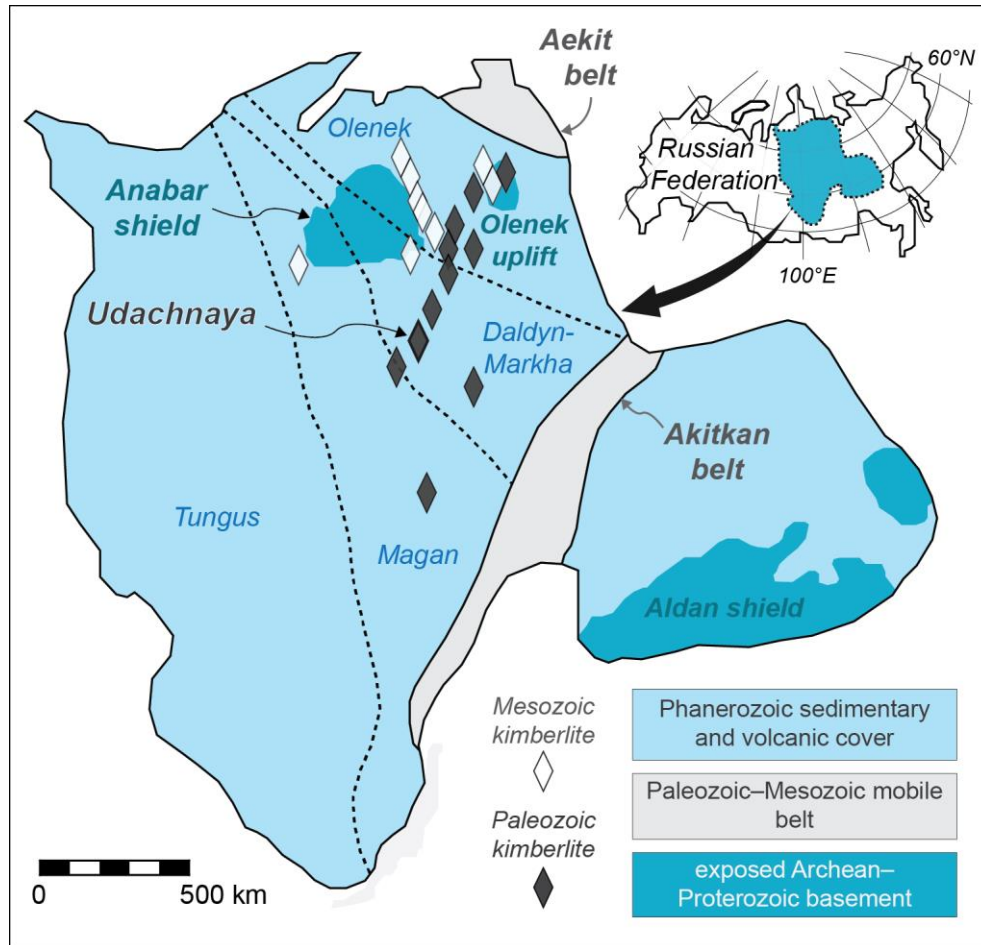 Aekit
belt
60°N
Olenek
Russian
Federation
Anabar
shield
Olenek
uplift
100°E
Udachnaya
Daldyn-
Markha
Akitkan
belt
Tungus
Magan
Aldan shield
Mesozoic
kimberlite
Phanerozoic sedimentary
and volcanic cover
Paleozoic–Mesozoic mobile
belt
Paleozoic
kimberlite
exposed Archean–
Proterozoic basement
0 500 km